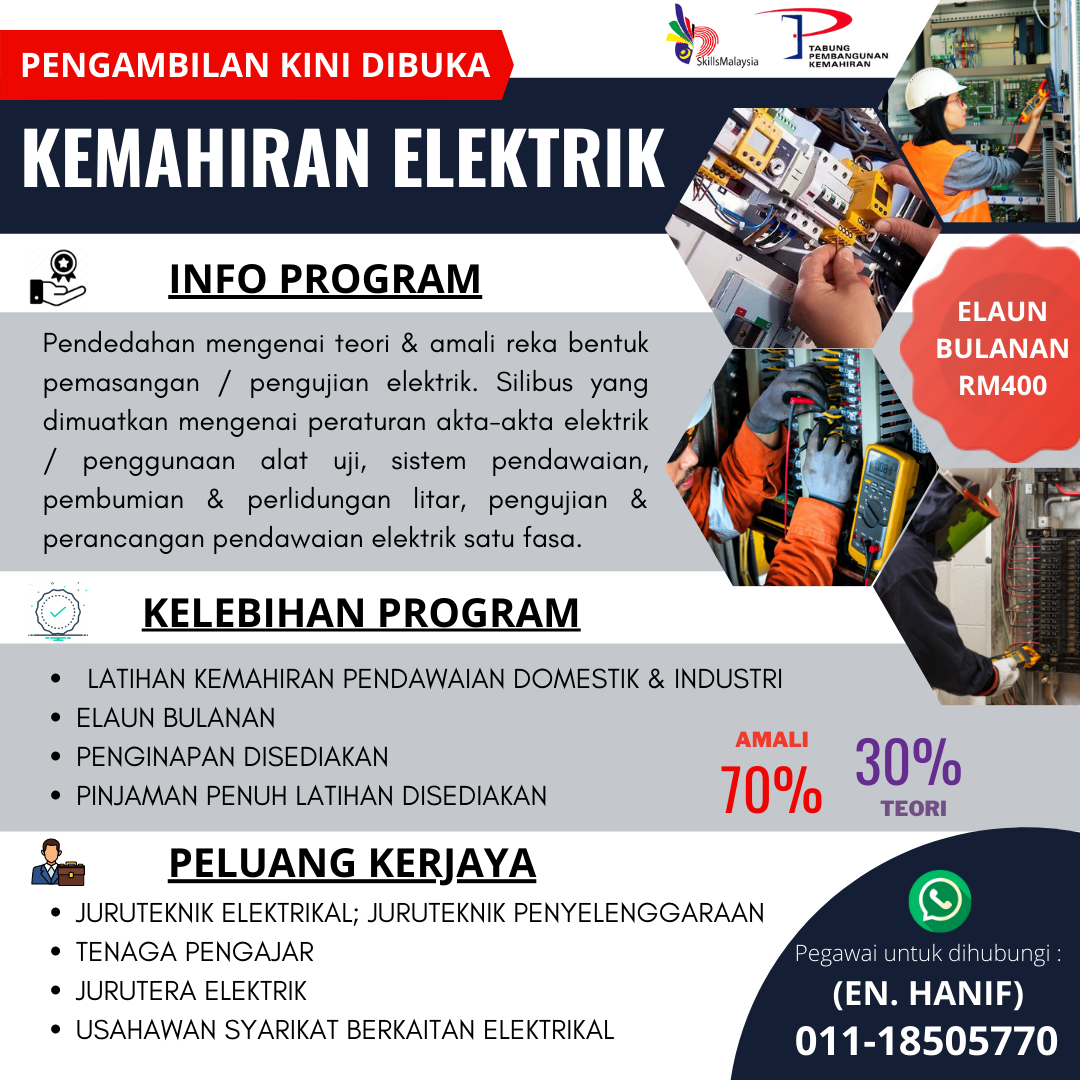 SkillsMalaysia
TABUNG
PEMBANGUNAN
KEMAHIRAN
PENGAMBILAN KINI DIBUKA
KEMAHIRAN ELEKTRIK
INFO PROGRAM
Pendedahan mengenai teori & amali reka bentuk
pemasangan / pengujian elektrik. Silibus yang
dimuatkan mengenai peraturan akta-akta elektrik
/ penggunaan alat uji, sistem pendawaian,
pembumian & perlidungan litar, pengujian &
perancangan pendawaian elektrik satu fasa.
ELAUN
BULANAN
RM400
KELEBIHAN PROGRAM
• LATIHAN KEMAHIRAN PENDAWAIAN DOMESTIK & INDUSTRI
• ELAUN BULANAN
• PENGINAPAN DISEDIAKAN
• PINJAMAN PENUH LATIHAN DISEDIAKAN
AMALI
70%
30%
TEORI
PELUANG KERJAYA
• JURUTEKNIK ELEKTRIKAL; JURUTEKNIK PENYELENGGARAAN
• TENAGA PENGAJAR
• JURUTERA ELEKTRIK
• USAHAWAN SYARIKAT BERKAITAN ELEKTRIKAL
Pegawai untuk dihubungi :
(EN. HANIF)
011-18505770